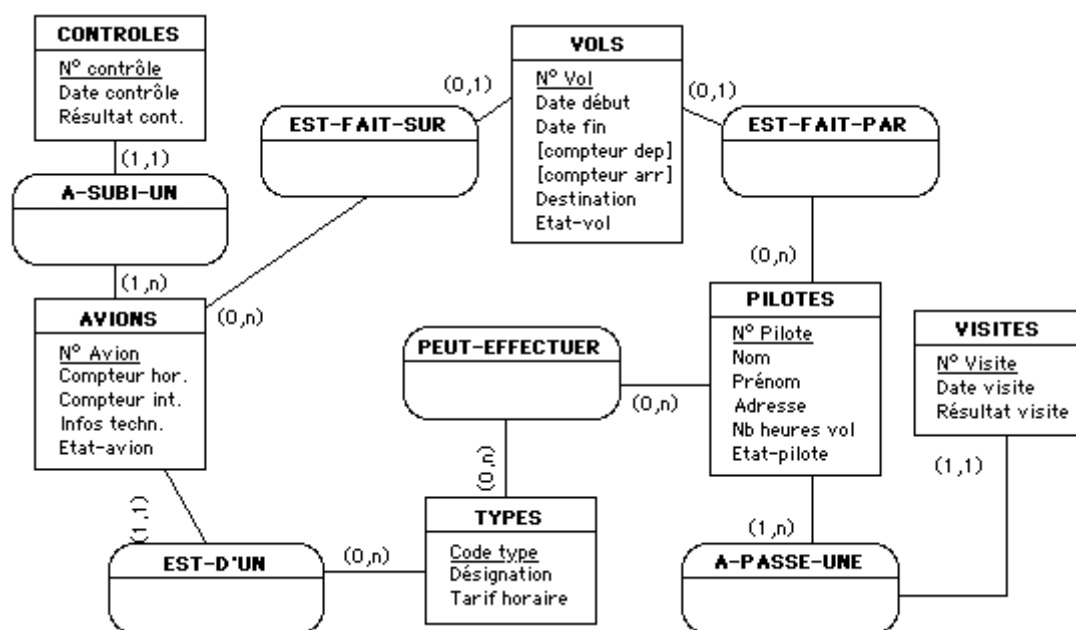 CONTROLES
N° contrôle
Date contrôle
Résultat cont.
VOLS
N° Vol
Date début
Date fin
[compteur dep]
[compteur arr]
Destination
Etat-vol
(0,1)
(0,1)
EST-FAIT-SUR
EST-FAIT-PAR
(1,1)
A-SUBI-UN
(1,n)
(0,n)
(0,n)
AVIONS
N° Avion
Compteur hor.
Compteur int.
Infos techn.
Etat-avion
PEUT-EFFECTUER
(0,n)
(0,n)
PILOTES
N° Pilote
Nom
Prénom
Adresse
Nb heures vol
Etat-pilote
VISITES
N° Visite
Date visite
Résultat visite
(1,1)
(1,1)
EST-D'UN
(0,n)
TYPES
Code type
Désignation
Tarif horaire
(1,n)
A-PASSE-UNE